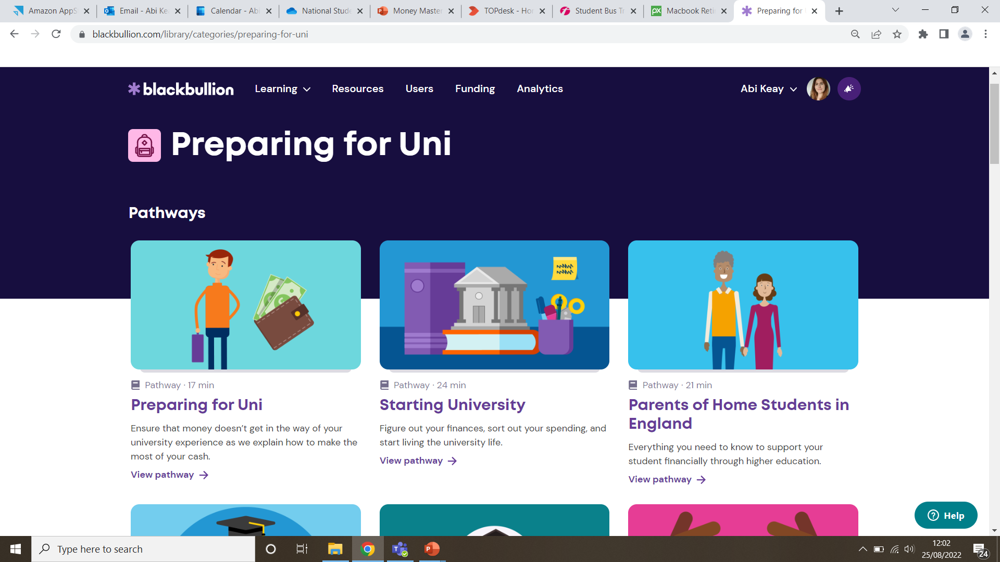 Amazon AppS
Email - Abi Kea
Calendar - Abi
National Stude
Money Master
TOPdesk - Hom
Student Bus Tr
Macbook Reti
Preparing for
blackbullion.com/library/categories/preparing-for-uni
blackbullion
Learning
Resources
Users
Funding
Analytics
Abi Keay
Preparing for Uni
Pathways
Pathway · 17 min
Preparing for Uni
Ensure that money doesn’t get in the way of your
university experience as we explain how to make the
most of your cash.
View pathway
Pathway · 24 min
Starting University
Figure out your finances, sort out your spending, and
start living the university life.
View pathway
Pathway · 21 min
Parents of Home Students in
England
Everything you need to know to support your
student financially through higher education.
View pathway
Help
Type here to search
12:02
25/08/2022
24